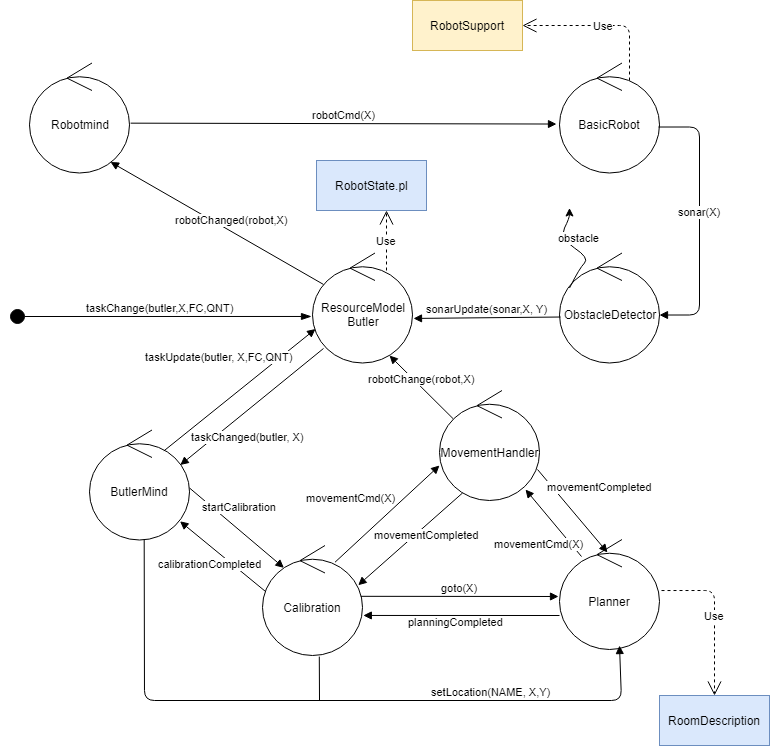 RobotSupport
Use
Robotmind
robotCmd(X)
BasicRobot
RobotState.pl
robotChanged(robot,X)
sonar(X)
Use
obstacle
taskChange(butler,X,FC,QNT)
ResourceModel
Butler
sonarUpdate(sonar,X, Y)
ObstacleDetector
taskUpdate(butler, X,FC,QNT)
robotChange(robot,X)
taskChanged(butler, X)
MovementHandler
ButlerMind
movementCompleted
startCalibration
movementCmd(X)
movementCompleted
movementCmd(X)
calibrationCompleted
goto(X)
Calibration
Planner
planningCompleted
Use
setLocation(NAME, X,Y)
RoomDescription